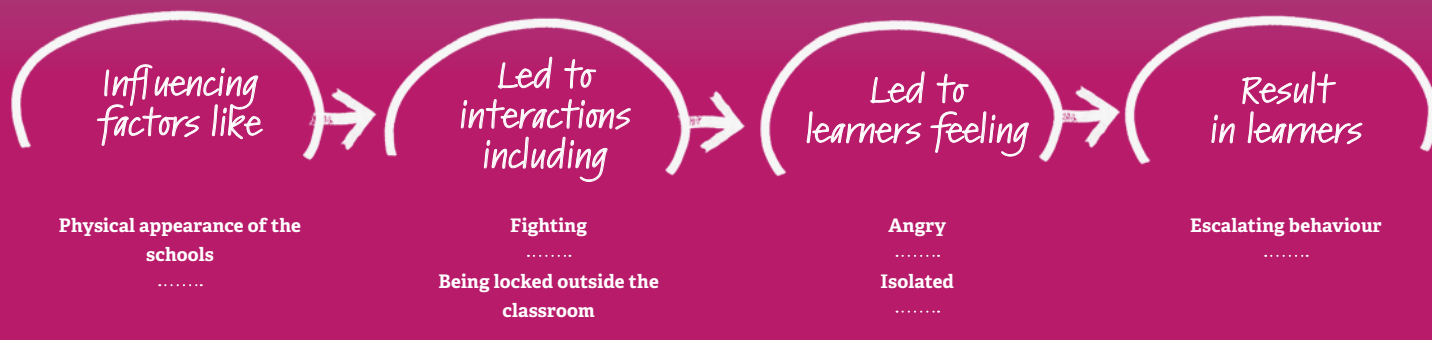 Influencing
factors like
Led to
interactions
including
Led to
learners feeling
Result
in learners
Physical appearance of the
schools
........
Fighting
........
Being locked outside the
classroom
Angry
........
Isolated
........
Escalating behaviour
........